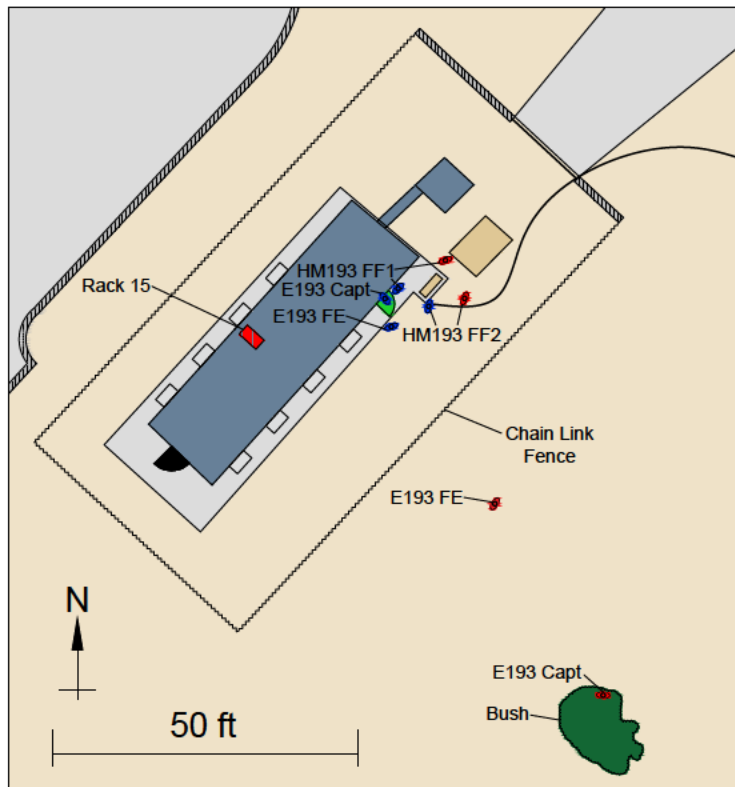 HM193 FF1
E193 Capt
Rack 15
E193 FE
HM193 FF2
Chain Link
Fence
E193 FE
N
E193 Capt
Bush
50 ft